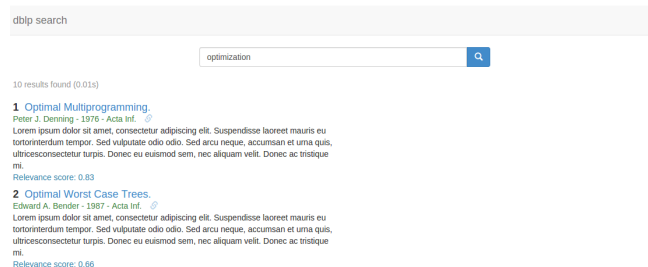 dblp search
optimization
10 results found (0.01s)
1 Optimal Multiprogramming.
Peter J. Denning - 1976 - Acta Inf.
Lorem ipsum dolor sit amet, consectetur adipiscing elit. Suspendisse laoreet mauris eu
tortorinterdum tempor. Sed vulputate odio odio. Sed arcu neque, accumsan et urna quis,
ultricesconsectetur turpis. Donec eu euismod sem, nec aliquam velit. Donec ac tristique
mi.
Relevance score: 0.83
2 Optimal Worst Case Trees.
Edward A. Bender - 1987 - Acta Inf.
Lorem ipsum dolor sit amet, consectetur adipiscing elit. Suspendisse laoreet mauris eu
tortorinterdum tempor. Sed vulputate odio odio. Sed arcu neque, accumsan et urna quis,
ultricesconsectetur turpis. Donec eu euismod sem, nec aliquam velit. Donec ac tristique
mi.
Relevance score: 0.66